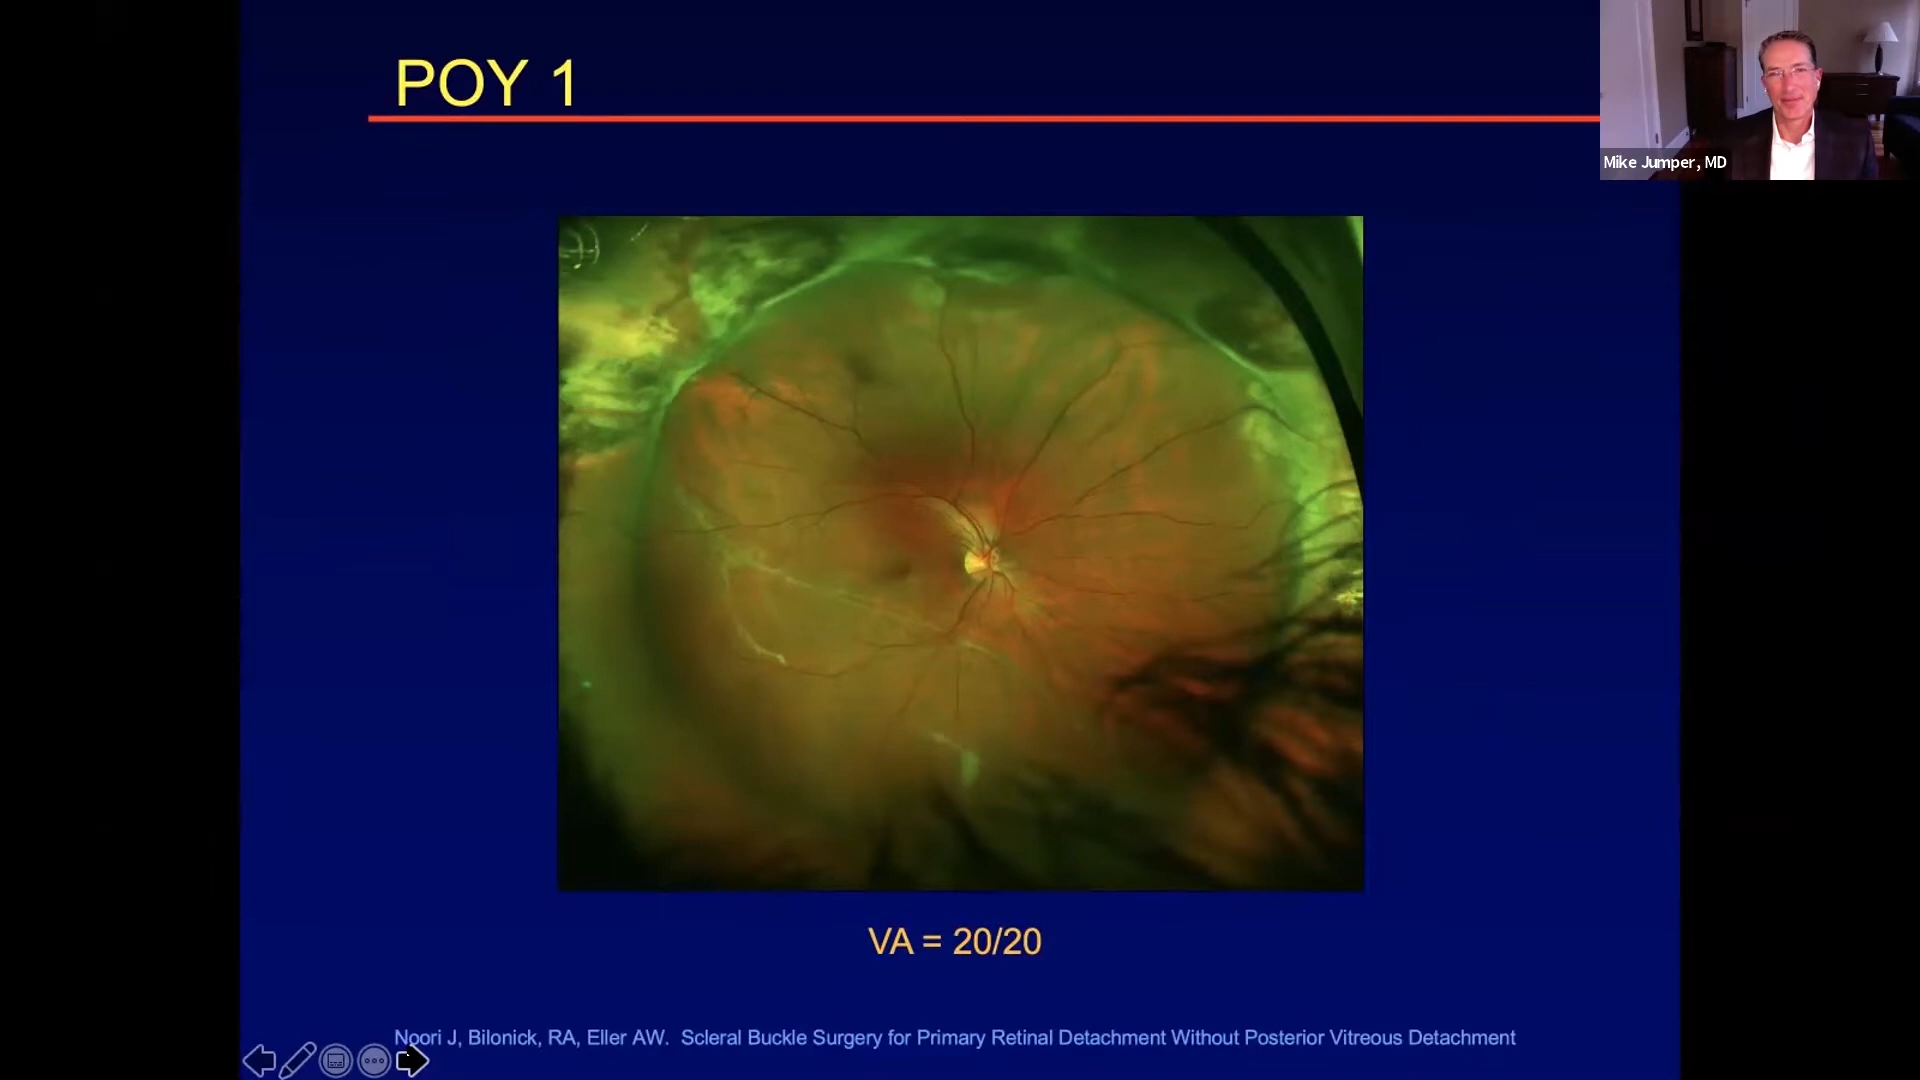 POY 1
Mike Jumper, MD
VA = 20/20
Noori J, Bilonick, RA, Eller AW. Scleral Buckle Surgery for Primary Retinal Detachment Without Posterior Vitreous Detachment